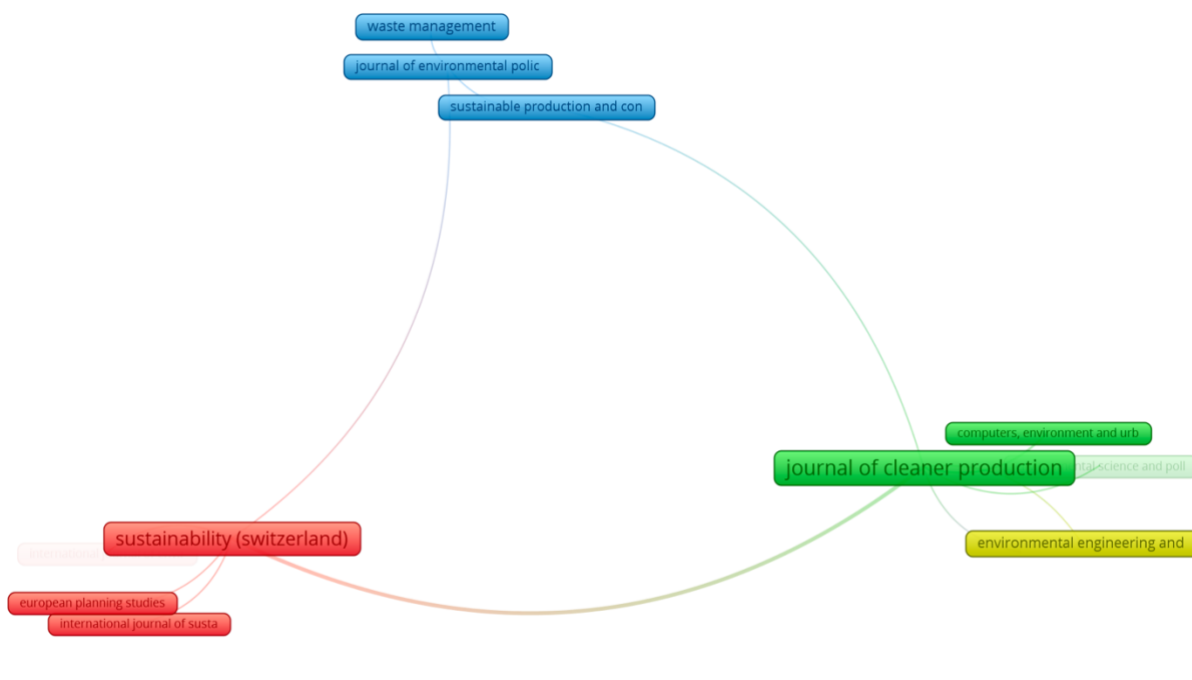 waste management
journal of environmental polic
sustainable production and con
computers, environment and urb
journal of cleaner production
ntal science and poll
sustainability (switzerland)
environmental engineering and
international
european planning studies
international journal of susta